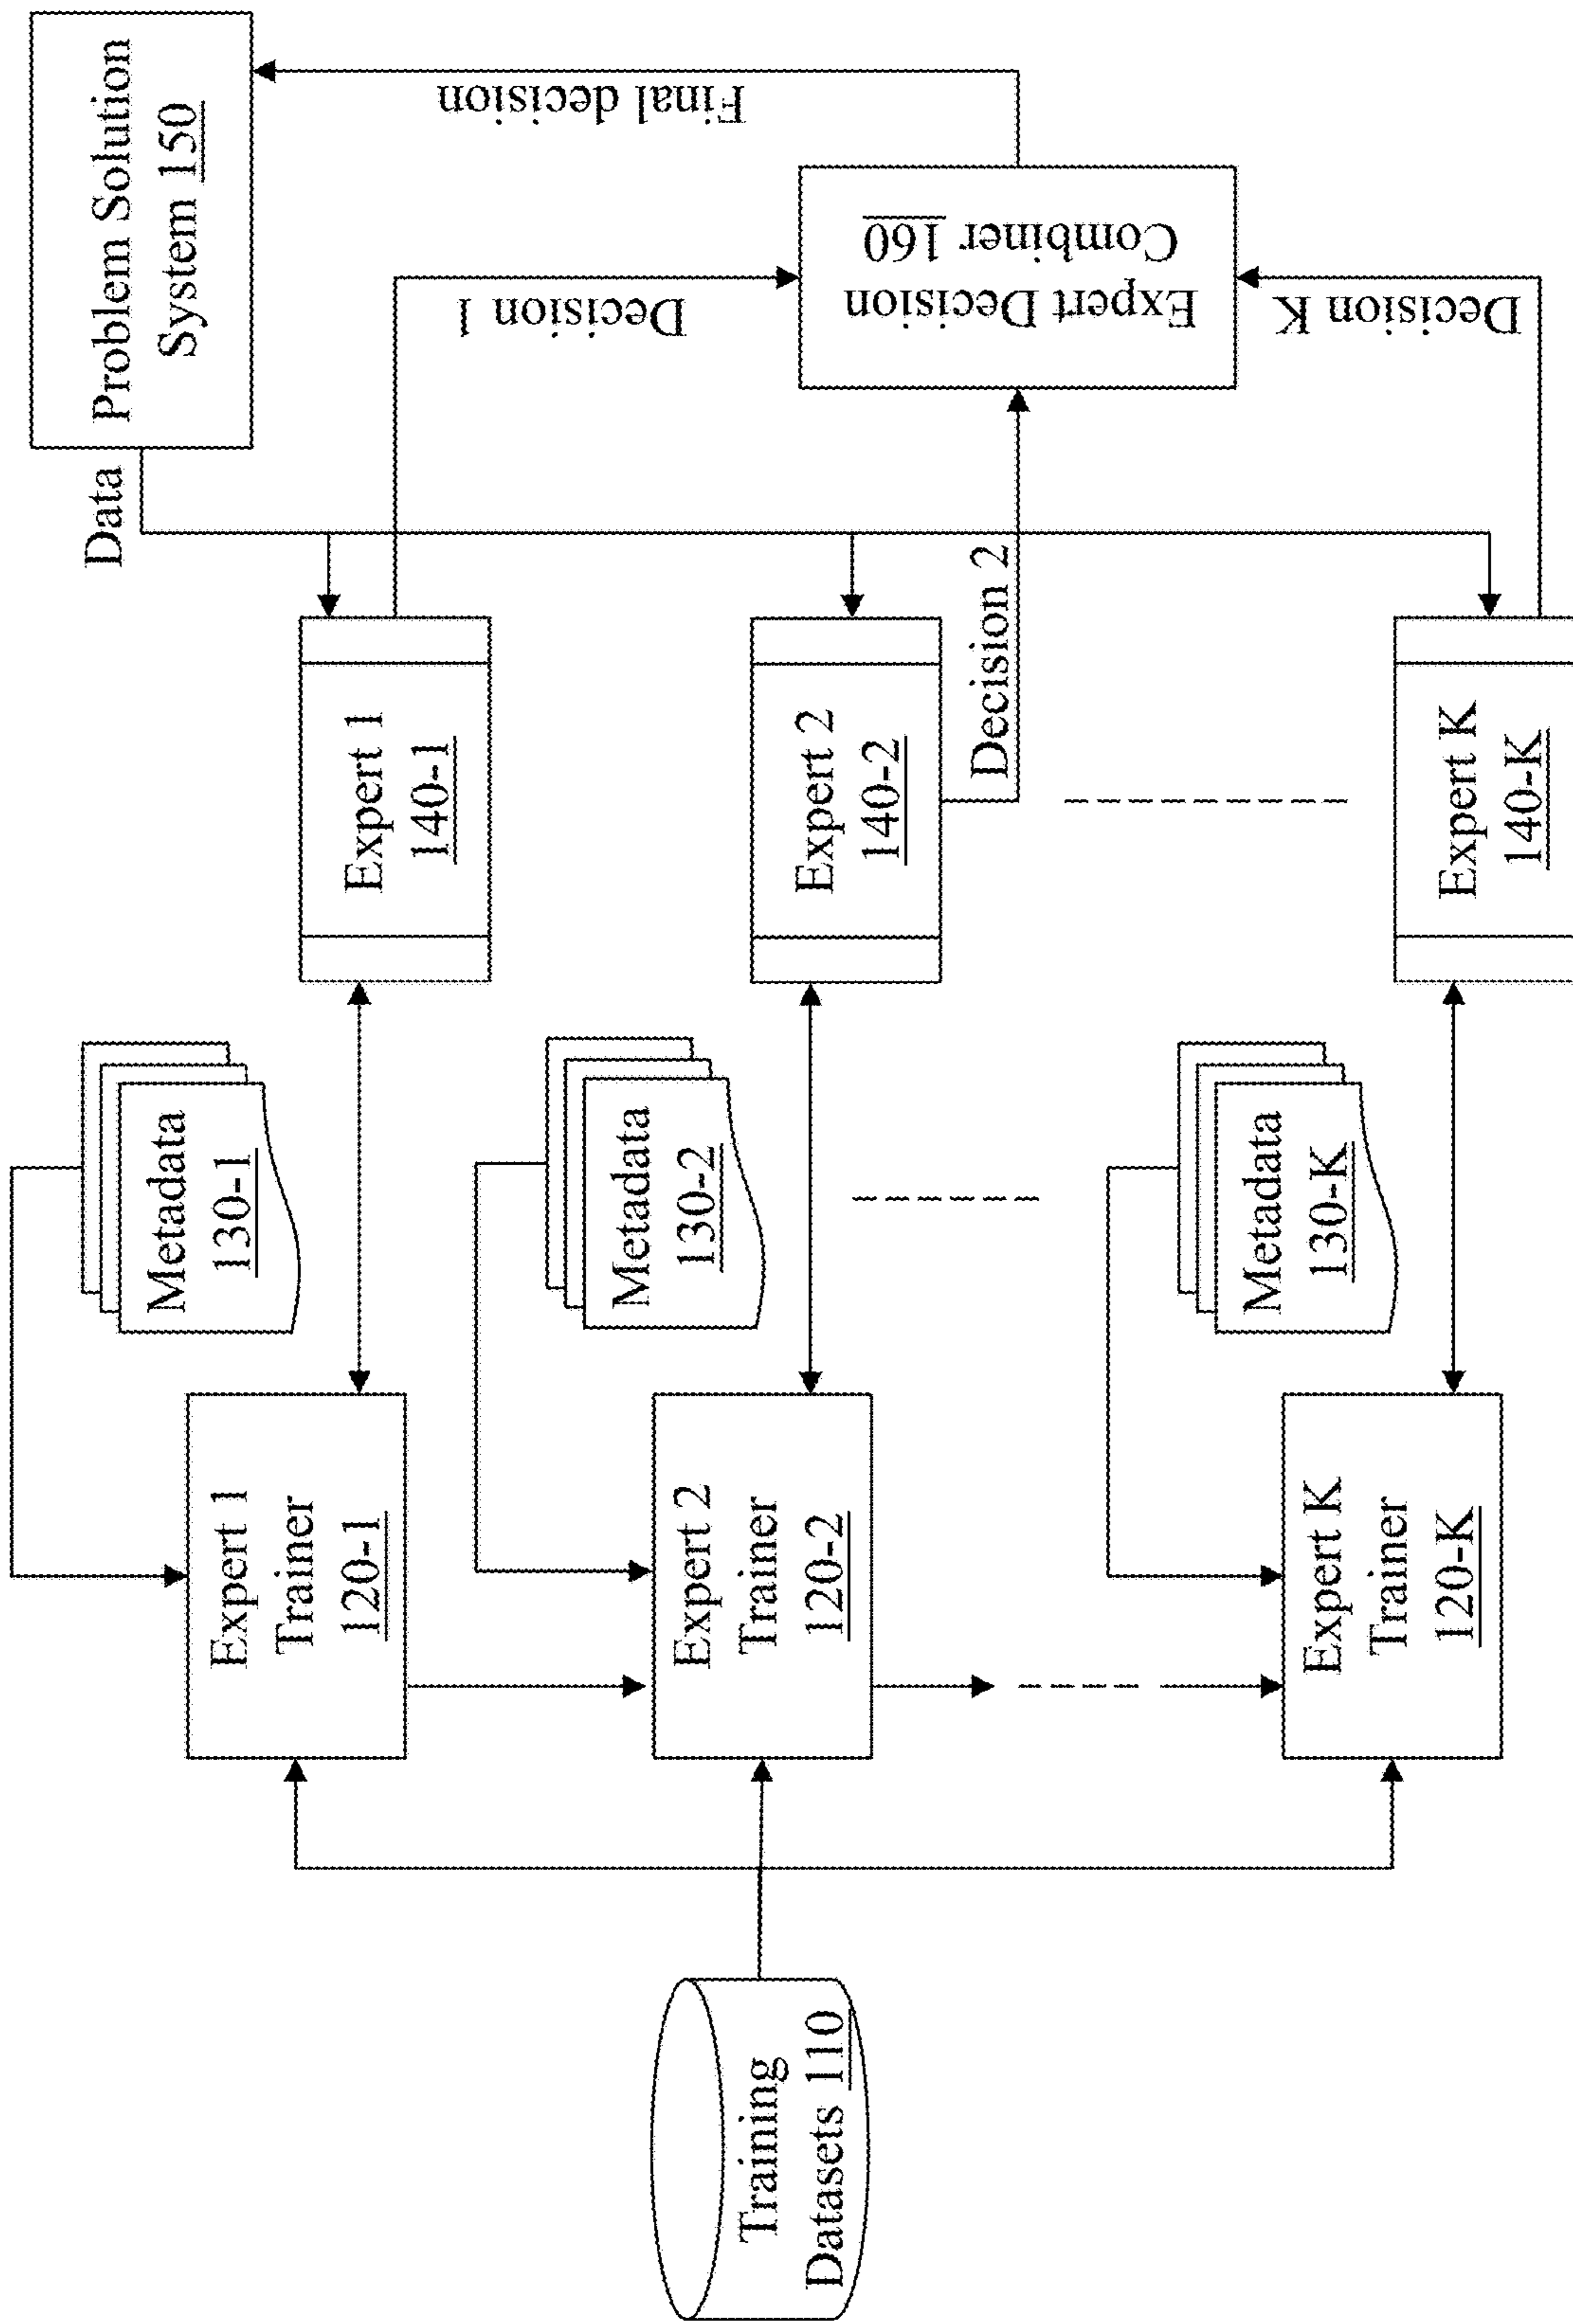 Training
Datasets 110
Expert 1
Trainer
120-1
Expert 2
Trainer
120-2
Expert K
Trainer
120-K
Metadata
130-1
Metadata
130-2
Metadata
130-K
Expert 1
140-1
Expert 2
140-2
Expert K
140-K
Data
Decision 1
Decision 2
Decision K
Expert Decision
Combiner 160
Final decision
Problem Solution
System 150